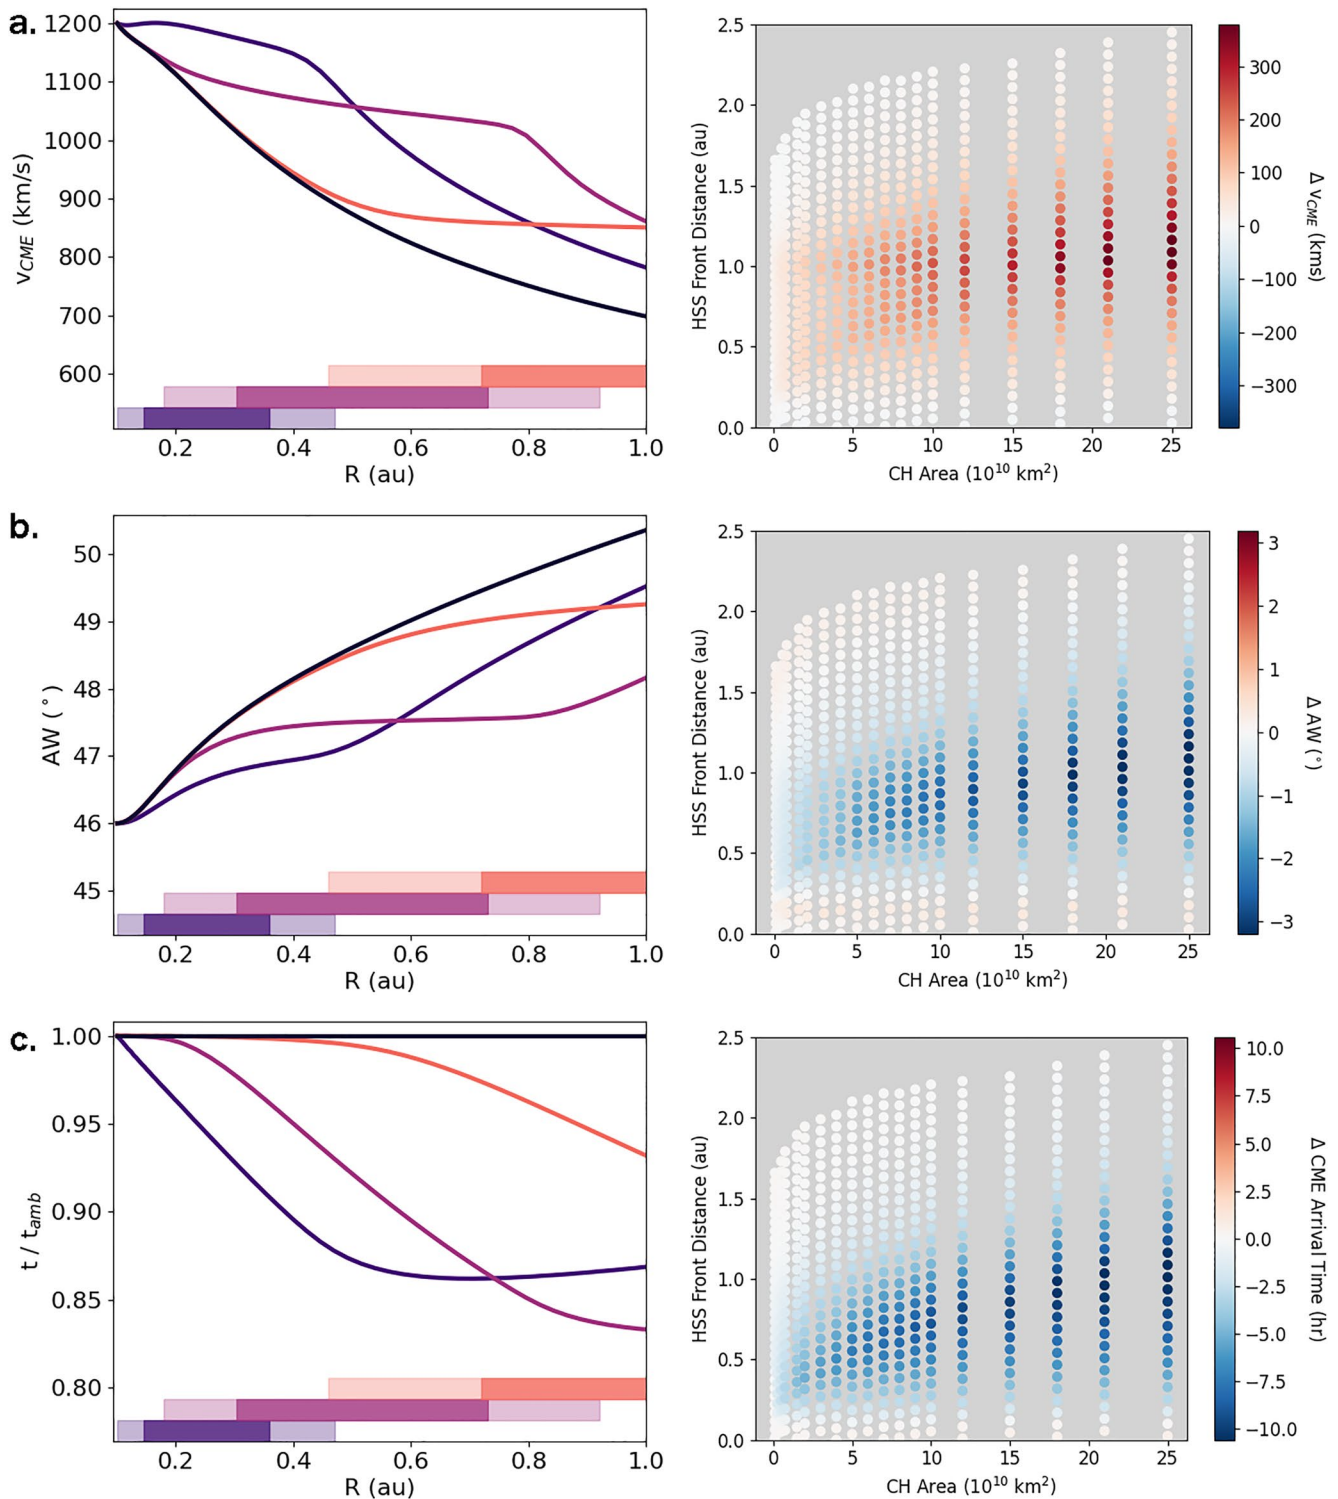 a.
1200
1100
1000
900
800
700
600
v_CME (km/s)
0.2 0.4 0.6 0.8 1.0
R (au)
2.5
2.0
1.5
1.0
0.5
0.0
HSS Front Distance (au)
0 5 10 15 20 25
CH Area (10^10 km^2)
300
200
100
0
−100
−200
−300
Δ v_CME (kms)
b.
50
49
48
47
46
45
AW (°)
0.2 0.4 0.6 0.8 1.0
R (au)
2.5
2.0
1.5
1.0
0.5
0.0
HSS Front Distance (au)
0 5 10 15 20 25
CH Area (10^10 km^2)
3
2
1
0
−1
−2
−3
Δ AW (°)
c.
1.00
0.95
0.90
0.85
0.80
t / t_amb
0.2 0.4 0.6 0.8 1.0
R (au)
2.5
2.0
1.5
1.0
0.5
0.0
HSS Front Distance (au)
0 5 10 15 20 25
CH Area (10^10 km^2)
10.0
7.5
5.0
2.5
0.0
−2.5
−5.0
−7.5
−10.0
Δ CME Arrival Time (hr)